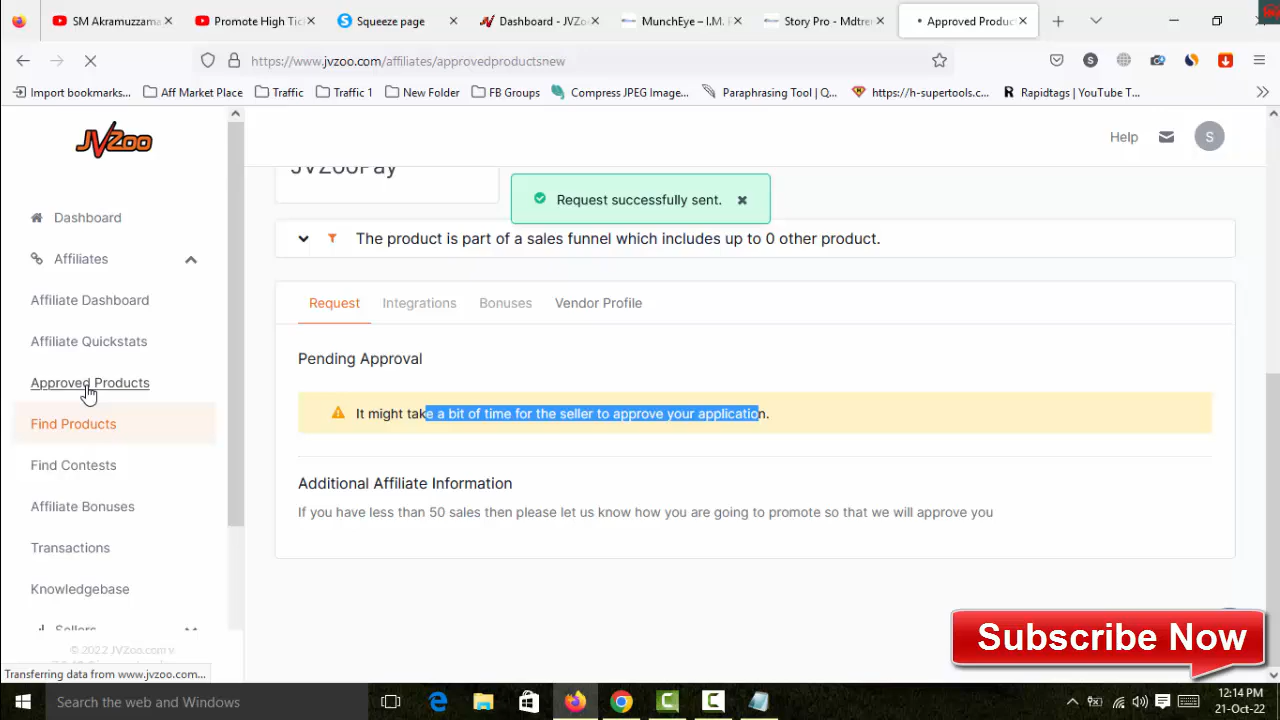 SM Akramuzzama
Promote High Tic
Squeeze page
Dashboard - JVZo
MunchEye – I.M.
Story Pro - Mdtre
Approved Produc
https://www.jvzoo.com/affiliates/approvedproductsnew
Import bookmarks...
Aff Market Place
Traffic
Traffic 1
New Folder
FB Groups
Compress JPEG Image...
Paraphrasing Tool | Q...
https://h-supertools.c...
Rapidtags | YouTube T...
JVZoo
Help
S
JVZooPay
Request successfully sent.
Dashboard
The product is part of a sales funnel which includes up to 0 other product.
Affiliates
Affiliate Dashboard
Request
Integrations
Bonuses
Vendor Profile
Affiliate Quickstats
Pending Approval
Approved Products
It might take a bit of time for the seller to approve your application.
Find Products
Find Contests
Additional Affiliate Information
Affiliate Bonuses
If you have less than 50 sales then please let us know how you are going to promote so that we will approve you
Transactions
Knowledgebase
Sellers
© 2022 JVZoo.com v
Subscribe Now
Transferring data from www.jvzoo.com...
Search the web and Windows
12:14 PM
21-Oct-22